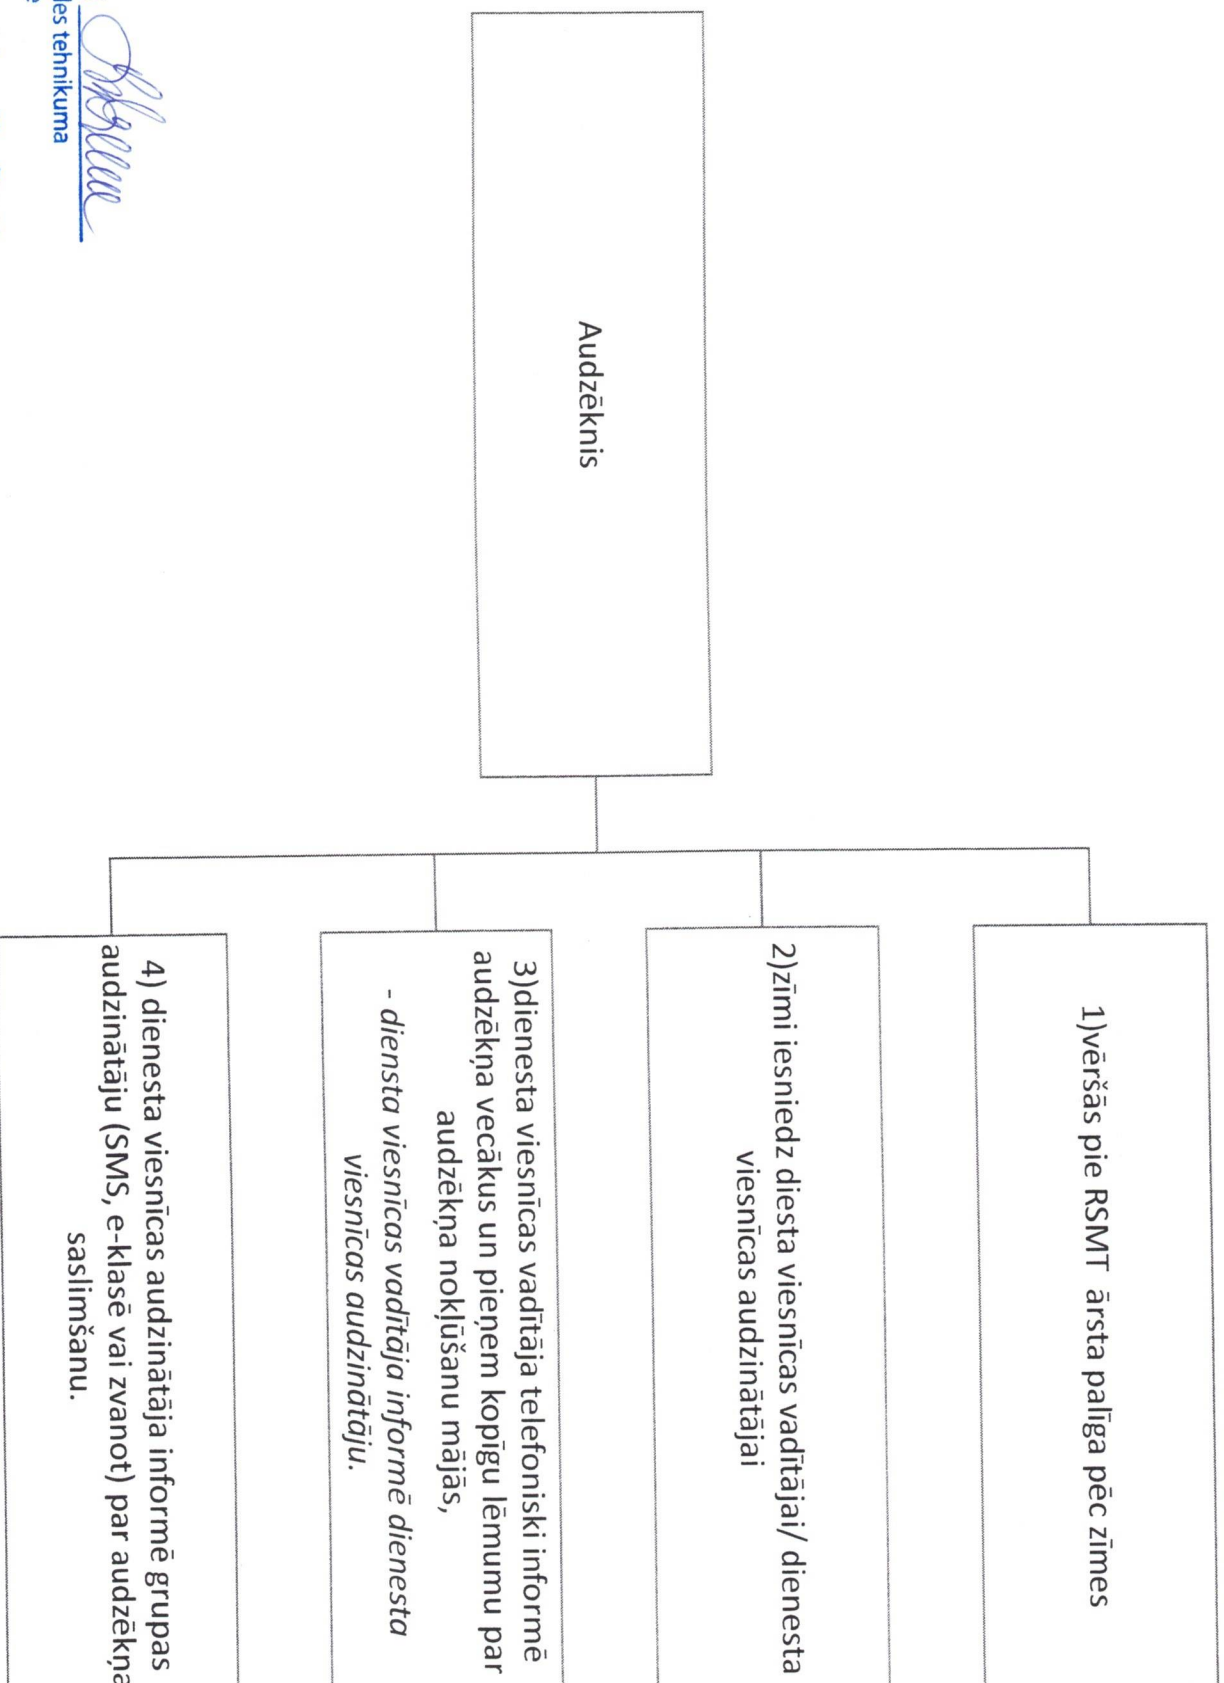 Audzēknis
1)vēršās pie RSMT ārsta palīga pēc zīmes
2)zīmi iesniedz diesta viesnīcas vadītājai/ dienesta
viesnīcas audzinātājai
3)dienesta viesnīcas vadītāja telefoniski informē
audzēkņa vecākus un pieņem kopīgu lēmumu par
audzēkņa nokļūšanu mājās,
- diensta viesnīcas vadītāja informē dienesta
viesnīcas audzinātāju.
4) dienesta viesnīcas audzinātāja informē grupas
audzinātāju (SMS, e-klasē vai zvanot) par audzēkņa
saslimšanu.
les tehnikuma